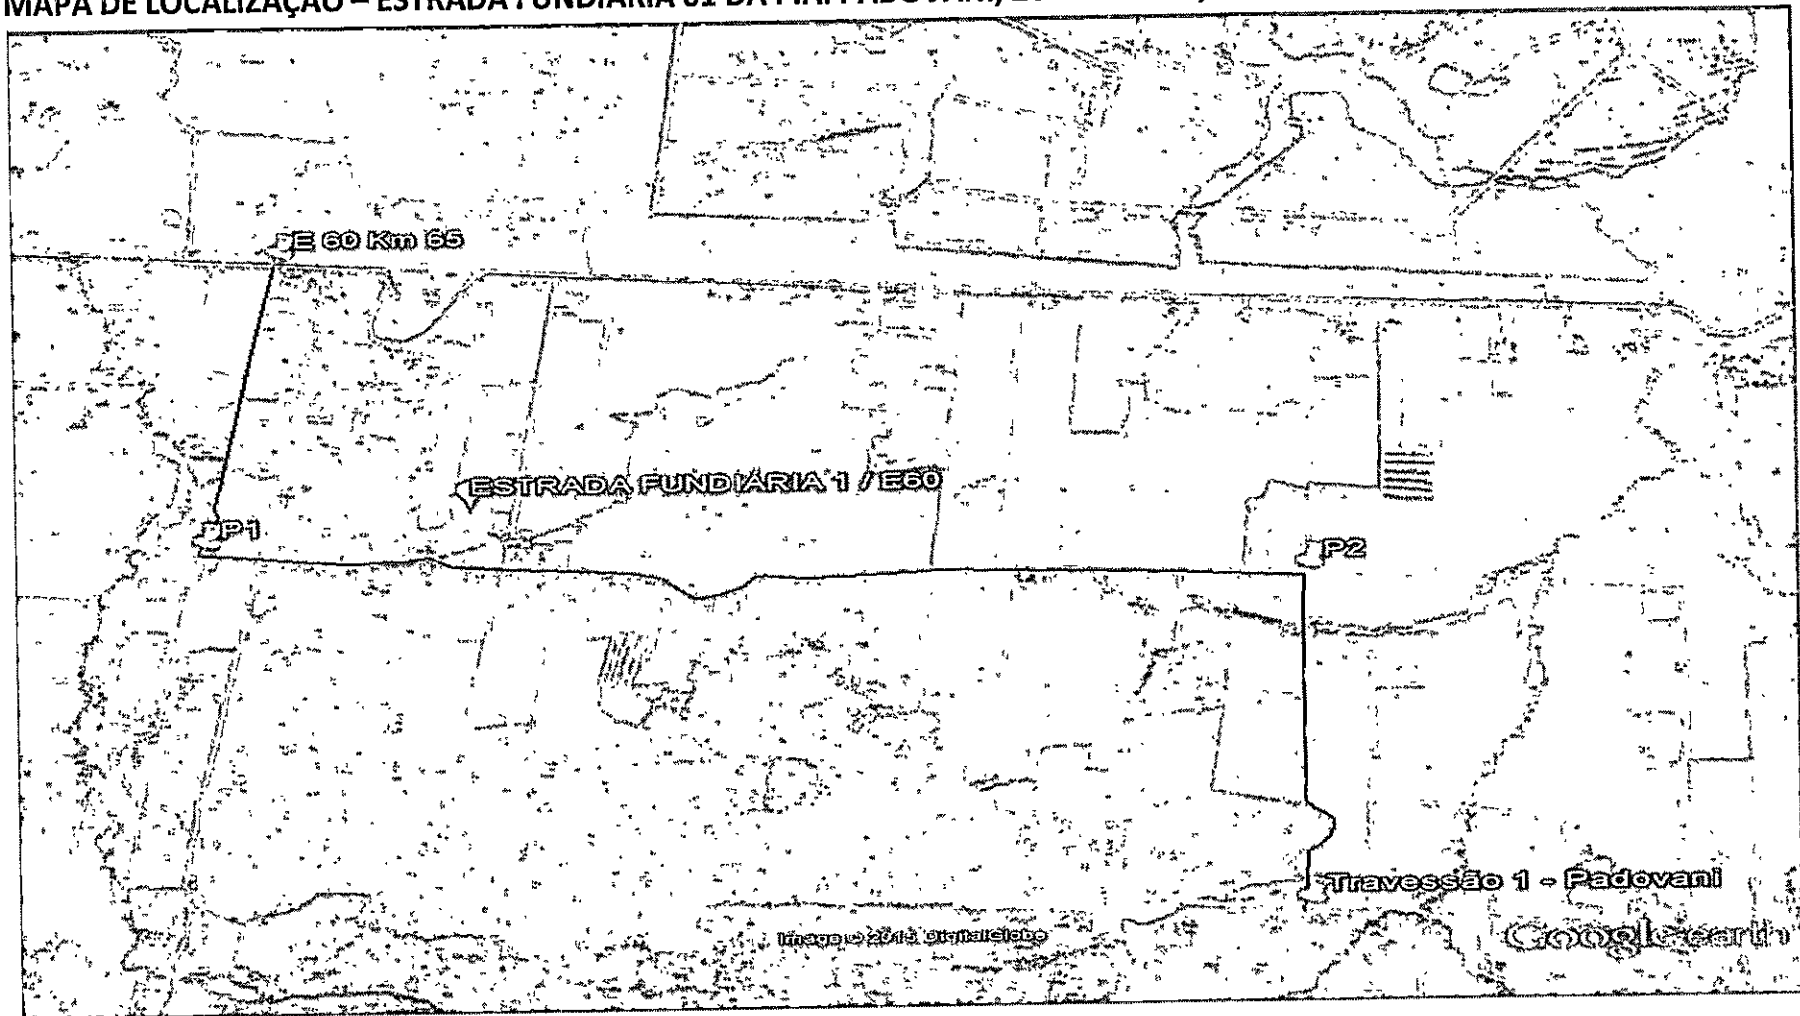 MAPA DE LOCALIZAÇÃO – ESTRADA FUNDIÁRIA 01 DA
E 60 Km 65
ESTRADA FUNDIÁRIA 1 / E60
P1
P2
Travessão 1 - Padovani
Image © 2014 DigitalGlobe
Google earth